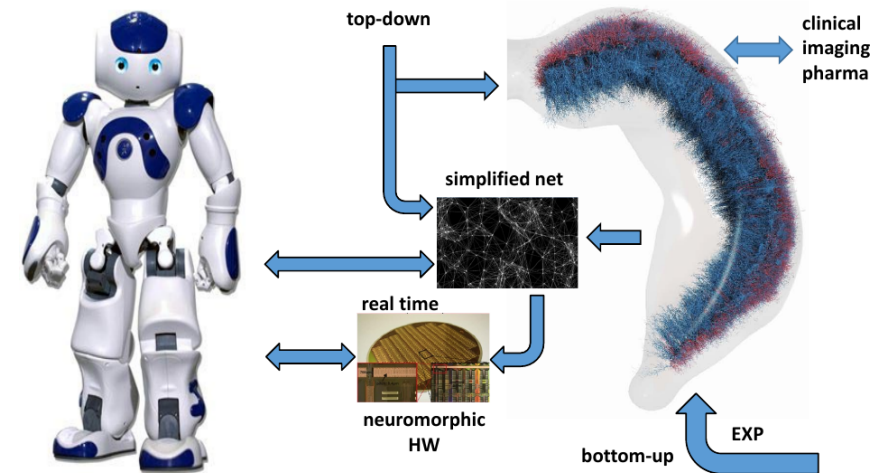 top-down
clinical
imaging
pharma
simplified net
real time
neuromorphic
HW
EXP
bottom-up